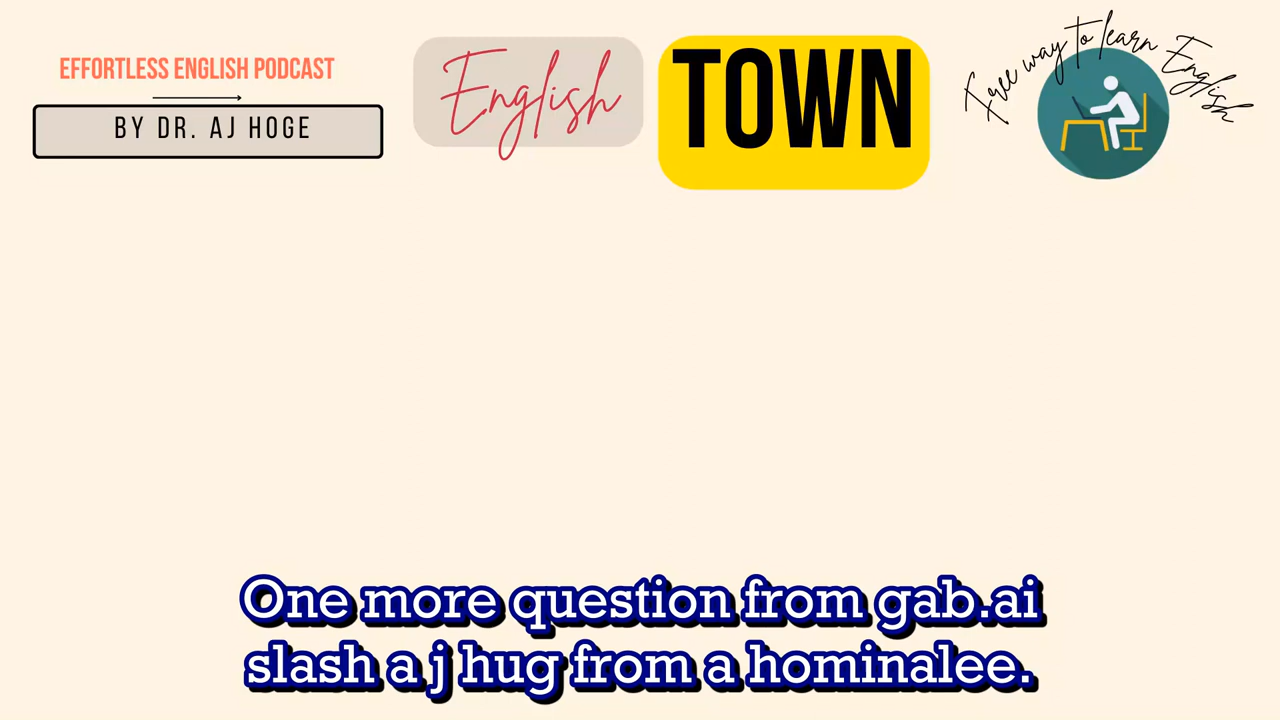 EFFORTLESS ENGLISH PODCAST
BY DR. AJ HOGE
English
TOWN
Free way to learn English
One more question from gab.ai
slash a j hug from a hominalee.